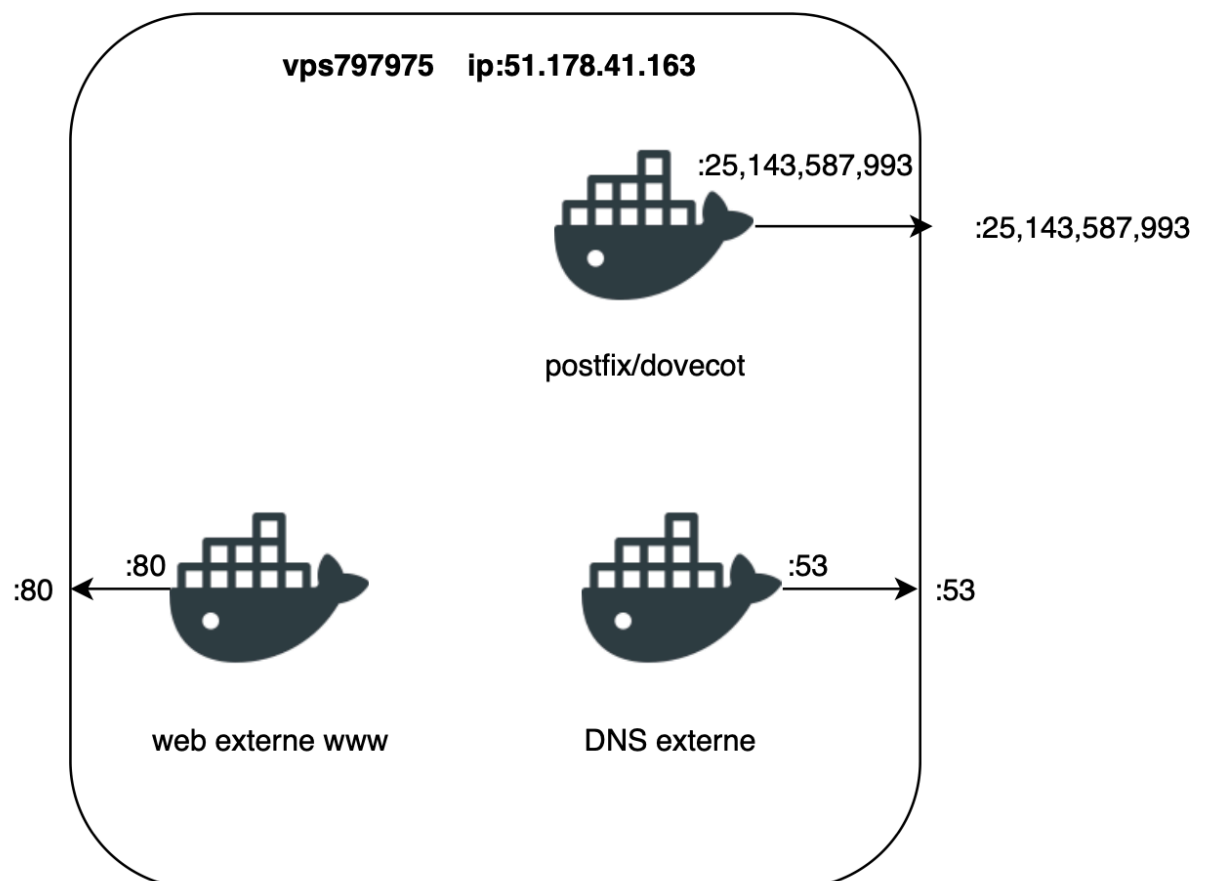 vps797975    ip:51.178.41.163
:25,143,587,993
:25,143,587,993
postfix/dovecot
:80
:80
:53
:53
web externe www
DNS externe